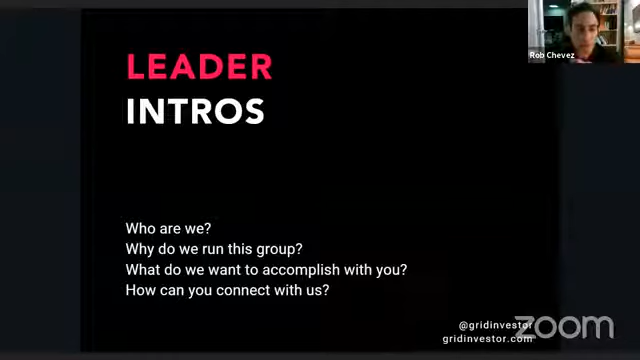 LEADER
INTROS
Rob Chevez
Who are we?
Why do we run this group?
What do we want to accomplish with you?
How can you connect with us?
@gridinvestor
gridinvestor.com
zoom